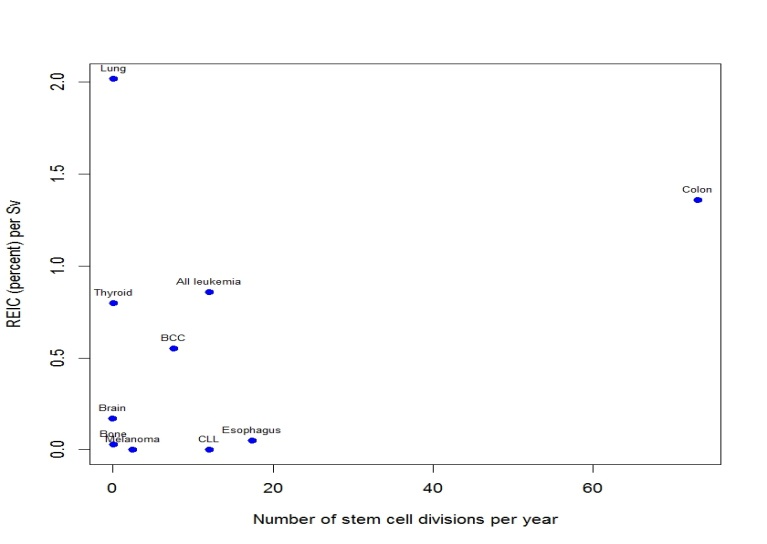 Lung
2.0
1.5
Colon
1.0
All leukemia
Thyroid
BCC
0.5
Brain
Bone
Melanoma
CLL
Esophagus
0.0
REIC (percent) per Sv
0
20
40
60
Number of stem cell divisions per year